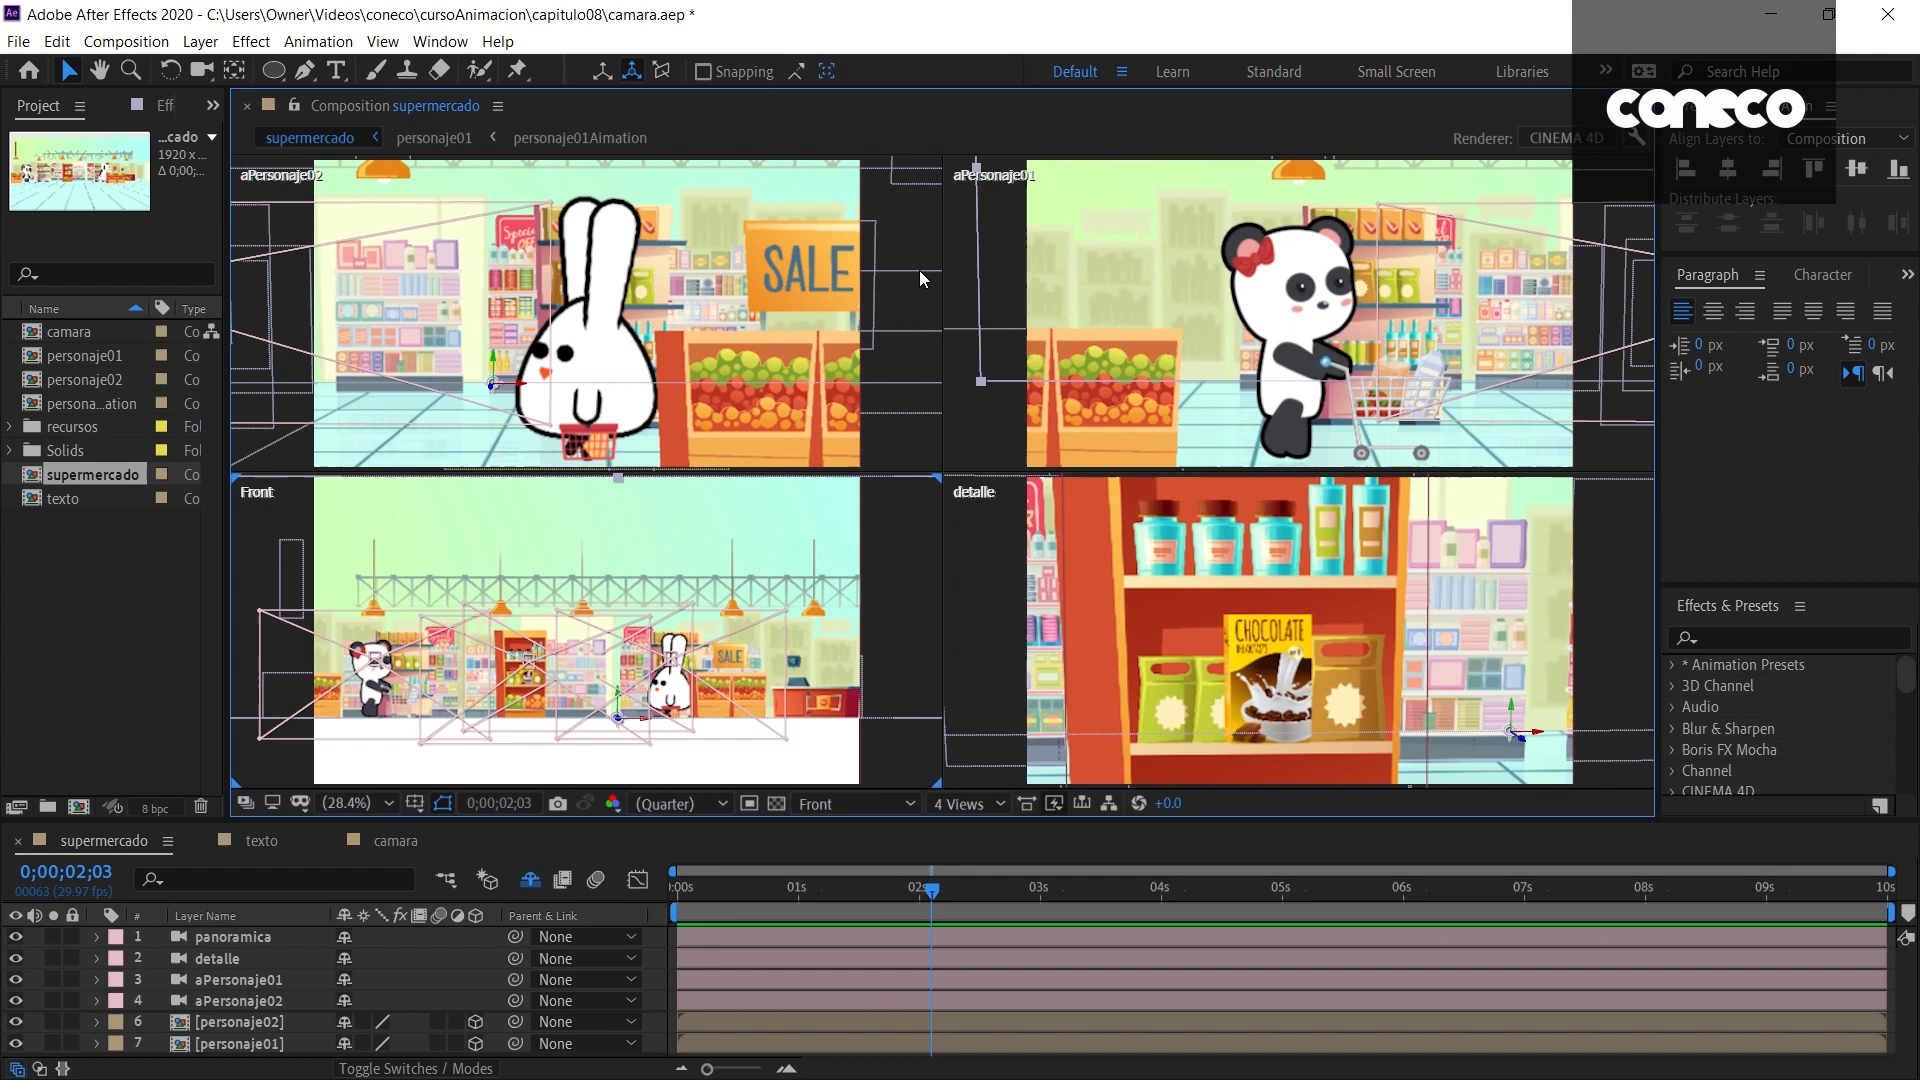 Adobe After Effects 2020 - C:\Users\Owner\Videos\coneco\cursoAnimacion\capitulo08\camara.aep *
File Edit Composition Layer Effect Animation View Window Help
Snapping
Default Learn Standard Small Screen Libraries
Search Help
coneco
Project
Eff
Composition supermercado
supermercado personaje01 personaje01Aimation
Renderer: CINEMA 4D
Align Layers to: Composition
Distribute Layers:
...cado
1920 x ...
Δ 0;00;...
Name Type
camara Co
personaje01 Co
personaje02 Co
persona...ation Co
recursos Fol
Solids Fol
supermercado Co
texto Co
8 bpc
aPersonaje02
Special
SALE
aPersonaje01
Front
SALE
detalle
CHOCOLATE
(28.4%) 0;00;02;03 (Quarter) Front 4 Views +0.0
Paragraph Character
0 px 0 px 0 px
0 px 0 px
Effects & Presets
* Animation Presets
3D Channel
Audio
Blur & Sharpen
Boris FX Mocha
Channel
CINEMA 4D
supermercado texto camara
0;00;02;03
00063 (29.97 fps)
:00s 01s 02s 03s 04s 05s 06s 07s 08s 09s 10s
# Layer Name Parent & Link
1 panoramica None
2 detalle None
3 aPersonaje01 None
4 aPersonaje02 None
6 [personaje02] None
7 [personaje01] None
Toggle Switches / Modes